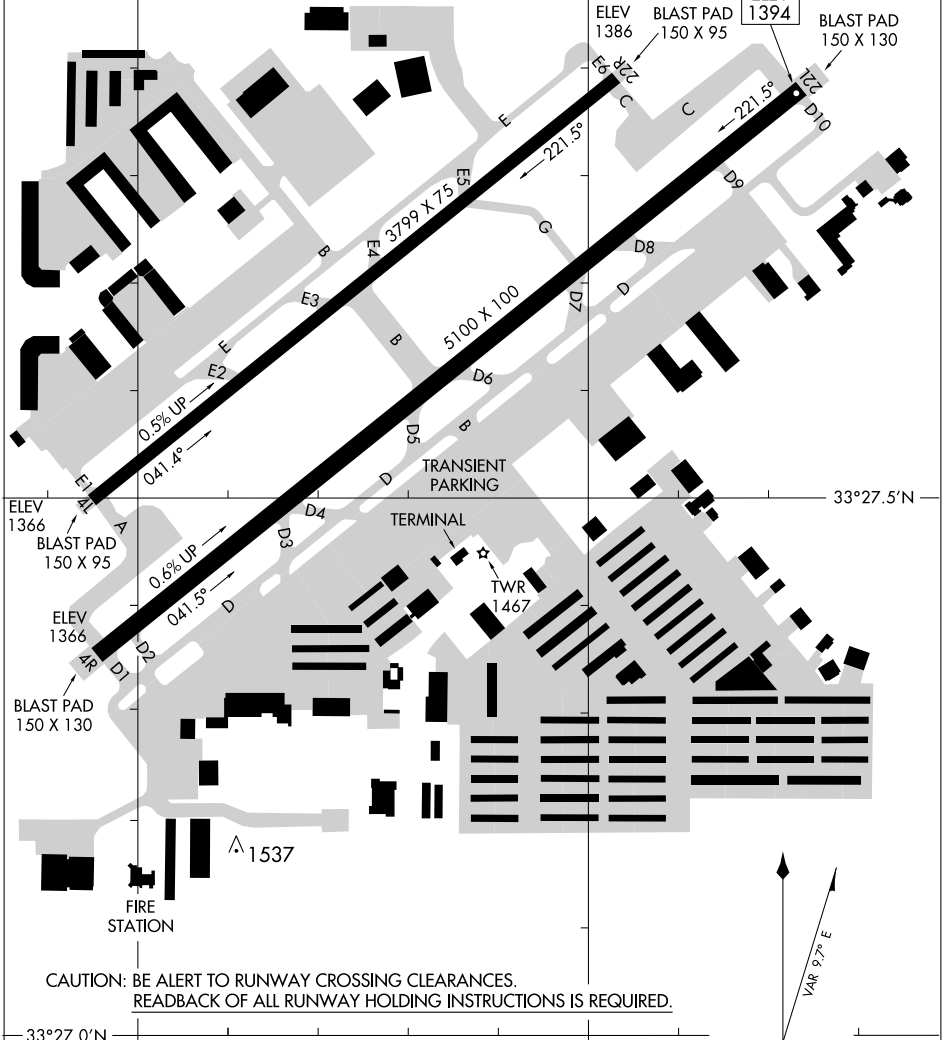 ELEV
1386
BLAST PAD
150 X 95
1394
BLAST PAD
150 X 130
E9
22R
C
C
22L
D10
221.5°
221.5°
E
E5
D9
3799 X 75
G
B
E4
D8
E3
D7
D
5100 X 100
E
B
E2
D6
0.5% UP
041.4°
D5
B
TRANSIENT
PARKING
D
E1
4L
33°27.5'N
ELEV
1366
A
D4
TERMINAL
BLAST PAD
150 X 95
D3
0.6% UP
TWR
1467
041.5°
D
ELEV
1366
4R
D1
D2
BLAST PAD
150 X 130
1537
FIRE
STATION
VAR 9.7° E
CAUTION: BE ALERT TO RUNWAY CROSSING CLEARANCES.
READBACK OF ALL RUNWAY HOLDING INSTRUCTIONS IS REQUIRED.
33°27.0'N